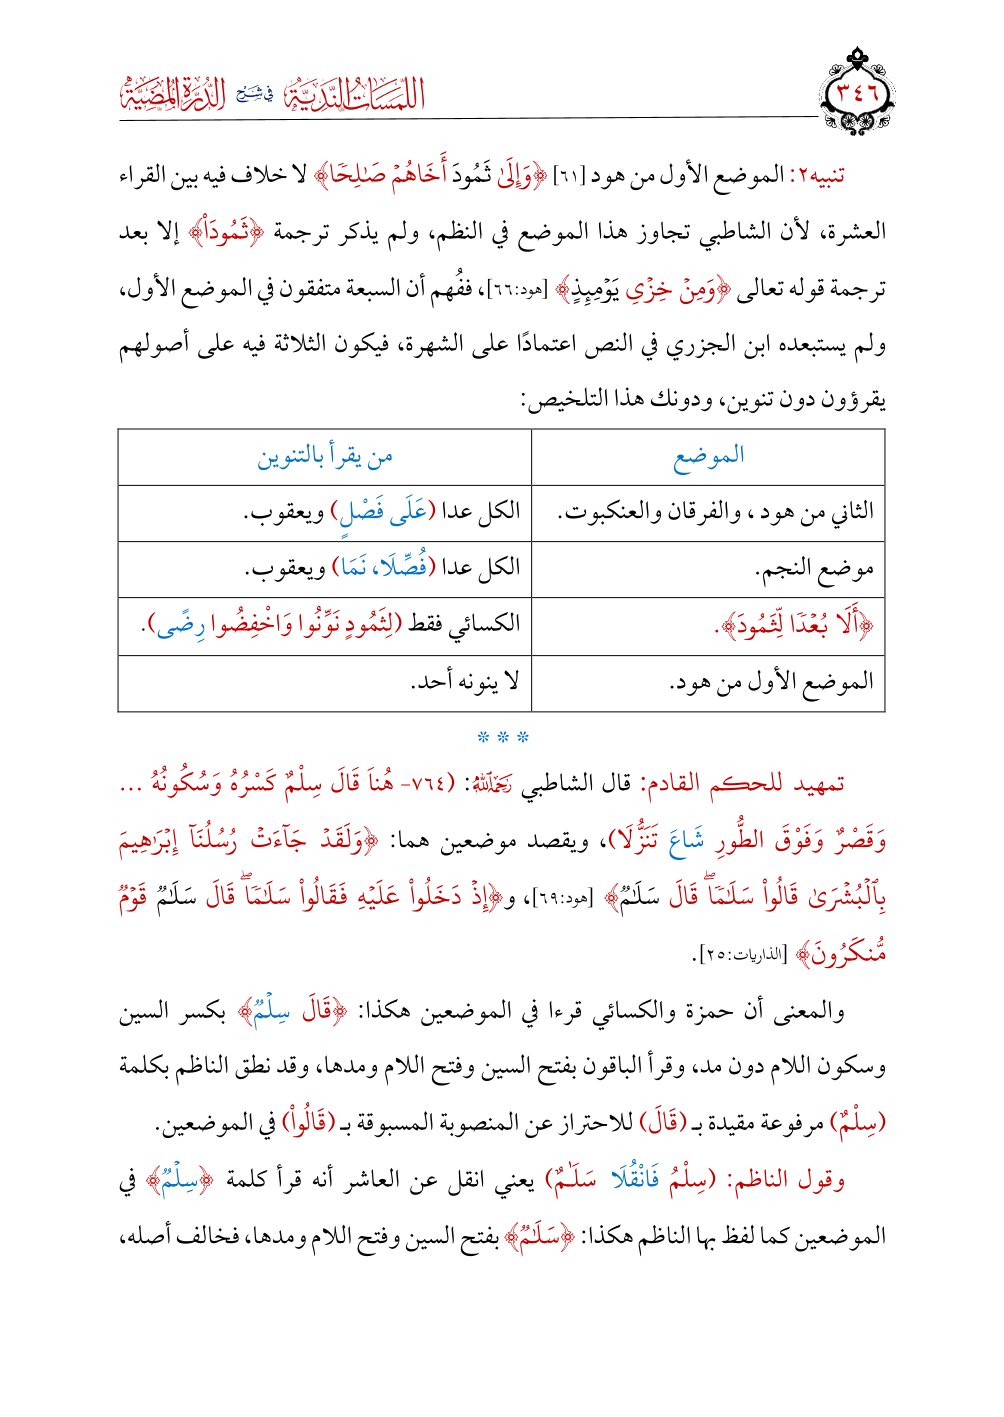 ٣٤٦
اللمسات الندية في شرح الدرة المضية
تنبيه٢: الموضع الأول من هود [٦١] ﴿وَإِلَىٰ ثَمُودَ أَخَاهُمۡ صَٰلِحٗا﴾ لا خلاف فيه بين القراء
العشرة، لأن الشاطبي تجاوز هذا الموضع في النظم، ولم يذكر ترجمة ﴿ثَمُودَاْ﴾ إلا بعد
ترجمة قوله تعالى ﴿وَمِنۡ خِزۡيِ يَوۡمِئِذٍ﴾ [هود:٦٦]، ففُهم أن السبعة متفقون في الموضع الأول،
ولم يستبعده ابن الجزري في النص اعتمادًا على الشهرة، فيكون الثلاثة فيه على أصولهم
يقرؤون دون تنوين، ودونك هذا التلخيص:
الموضع من يقرأ بالتنوين
الثاني من هود ، والفرقان والعنكبوت. الكل عدا (عَلَى فَصْلٍ) ويعقوب.
موضع النجم. الكل عدا (فُصِّلَا، نَمَا) ويعقوب.
﴿أَلَا بُعۡدٗا لِّثَمُودَ﴾. الكسائي فقط (لِثَمُودٍ نَوِّنُوا وَاخْفِضُوا رِضًى).
الموضع الأول من هود. لا ينونه أحد.
* * *
تمهيد للحكم القادم: قال الشاطبي رحمه الله: (٧٦٤- هُنَا قَالَ سِلْمٌ كَسْرُهُ وَسُكُونُهُ ...
وَقَصْرٌ وَفَوْقَ الطُّورِ شَاعَ تَنَزُّلَا)، ويقصد موضعين هما: ﴿وَلَقَدۡ جَآءَتۡ رُسُلُنَآ إِبۡرَٰهِيمَ
بِٱلۡبُشۡرَىٰ قَالُواْ سَلَٰمٗاۖ قَالَ سَلَٰمٞ﴾ [هود:٦٩]، و﴿إِذۡ دَخَلُواْ عَلَيۡهِ فَقَالُواْ سَلَٰمٗاۖ قَالَ سَلَٰمٞ قَوۡمٞ
مُّنكَرُونَ﴾ [الذاريات:٢٥].
والمعنى أن حمزة والكسائي قرءا في الموضعين هكذا: ﴿قَالَ سِلۡمٞ﴾ بكسر السين
وسكون اللام دون مد، وقرأ الباقون بفتح السين وفتح اللام ومدها، وقد نطق الناظم بكلمة
(سِلْمٌ) مرفوعة مقيدة بـ (قَالَ) للاحتراز عن المنصوبة المسبوقة بـ (قَالُواْ) في الموضعين.
وقول الناظم: (سِلْمُ فَانْقُلَا سَلَٰمٌ) يعني انقل عن العاشر أنه قرأ كلمة ﴿سِلۡمٞ﴾ في
الموضعين كما لفظ بها الناظم هكذا: ﴿سَلَٰمٞ﴾ بفتح السين وفتح اللام ومدها، فخالف أصله،